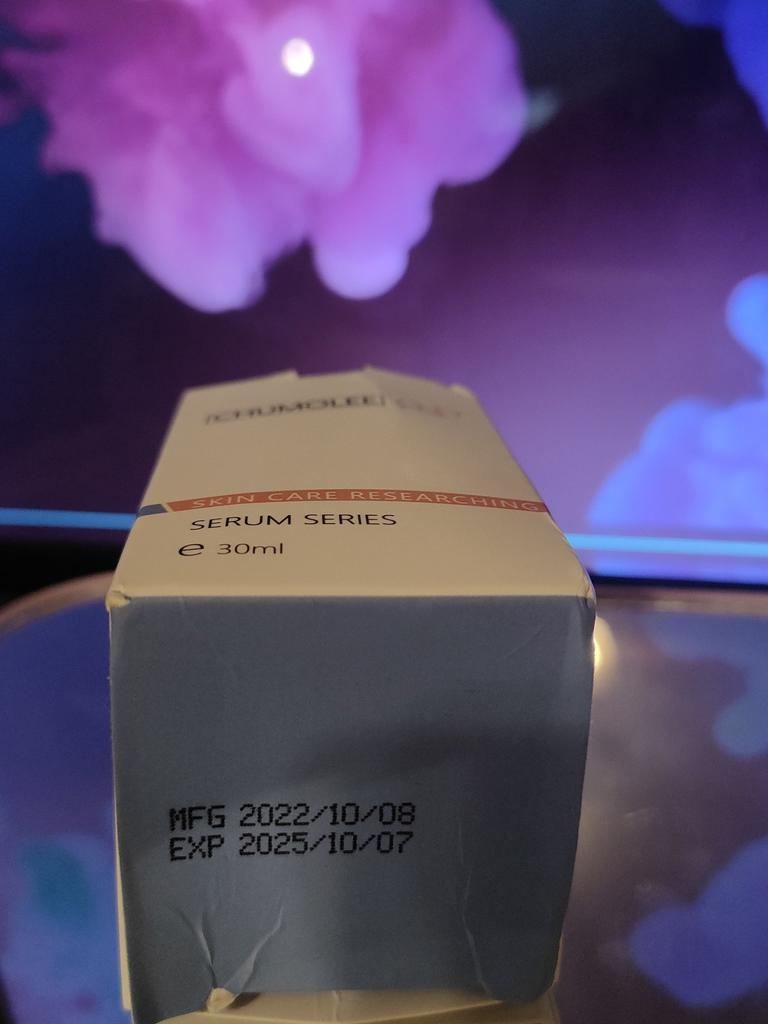 SKIN CARE RESEARCHING
SERUM SERIES
e 30ml
MFG 2022/10/08
EXP 2025/10/07